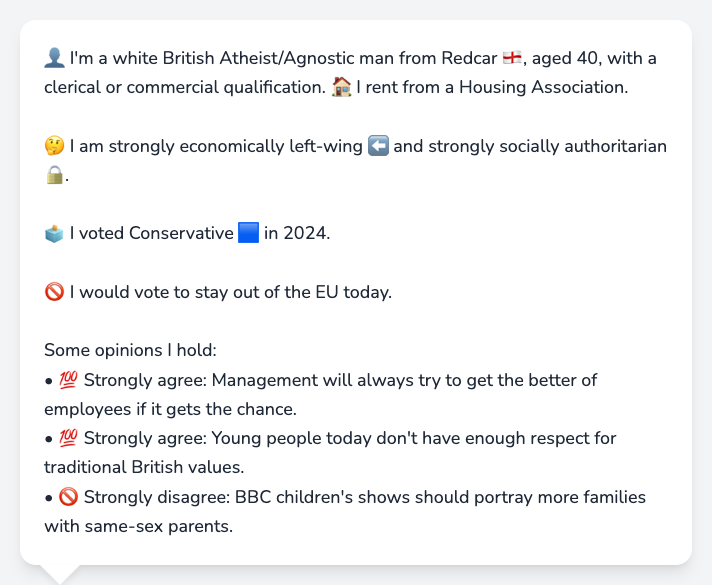 👤 I'm a white British Atheist/Agnostic man from Redcar 🏴󠁧󠁢󠁥󠁮󠁧󠁿, aged 40, with a
clerical or commercial qualification. 🏠 I rent from a Housing Association.
🤔 I am strongly economically left-wing ⬅️ and strongly socially authoritarian
🔒.
🗳️ I voted Conservative 🟦 in 2024.
🚫 I would vote to stay out of the EU today.
Some opinions I hold:
• 💯 Strongly agree: Management will always try to get the better of
employees if it gets the chance.
• 💯 Strongly agree: Young people today don't have enough respect for
traditional British values.
• 🚫 Strongly disagree: BBC children's shows should portray more families
with same-sex parents.